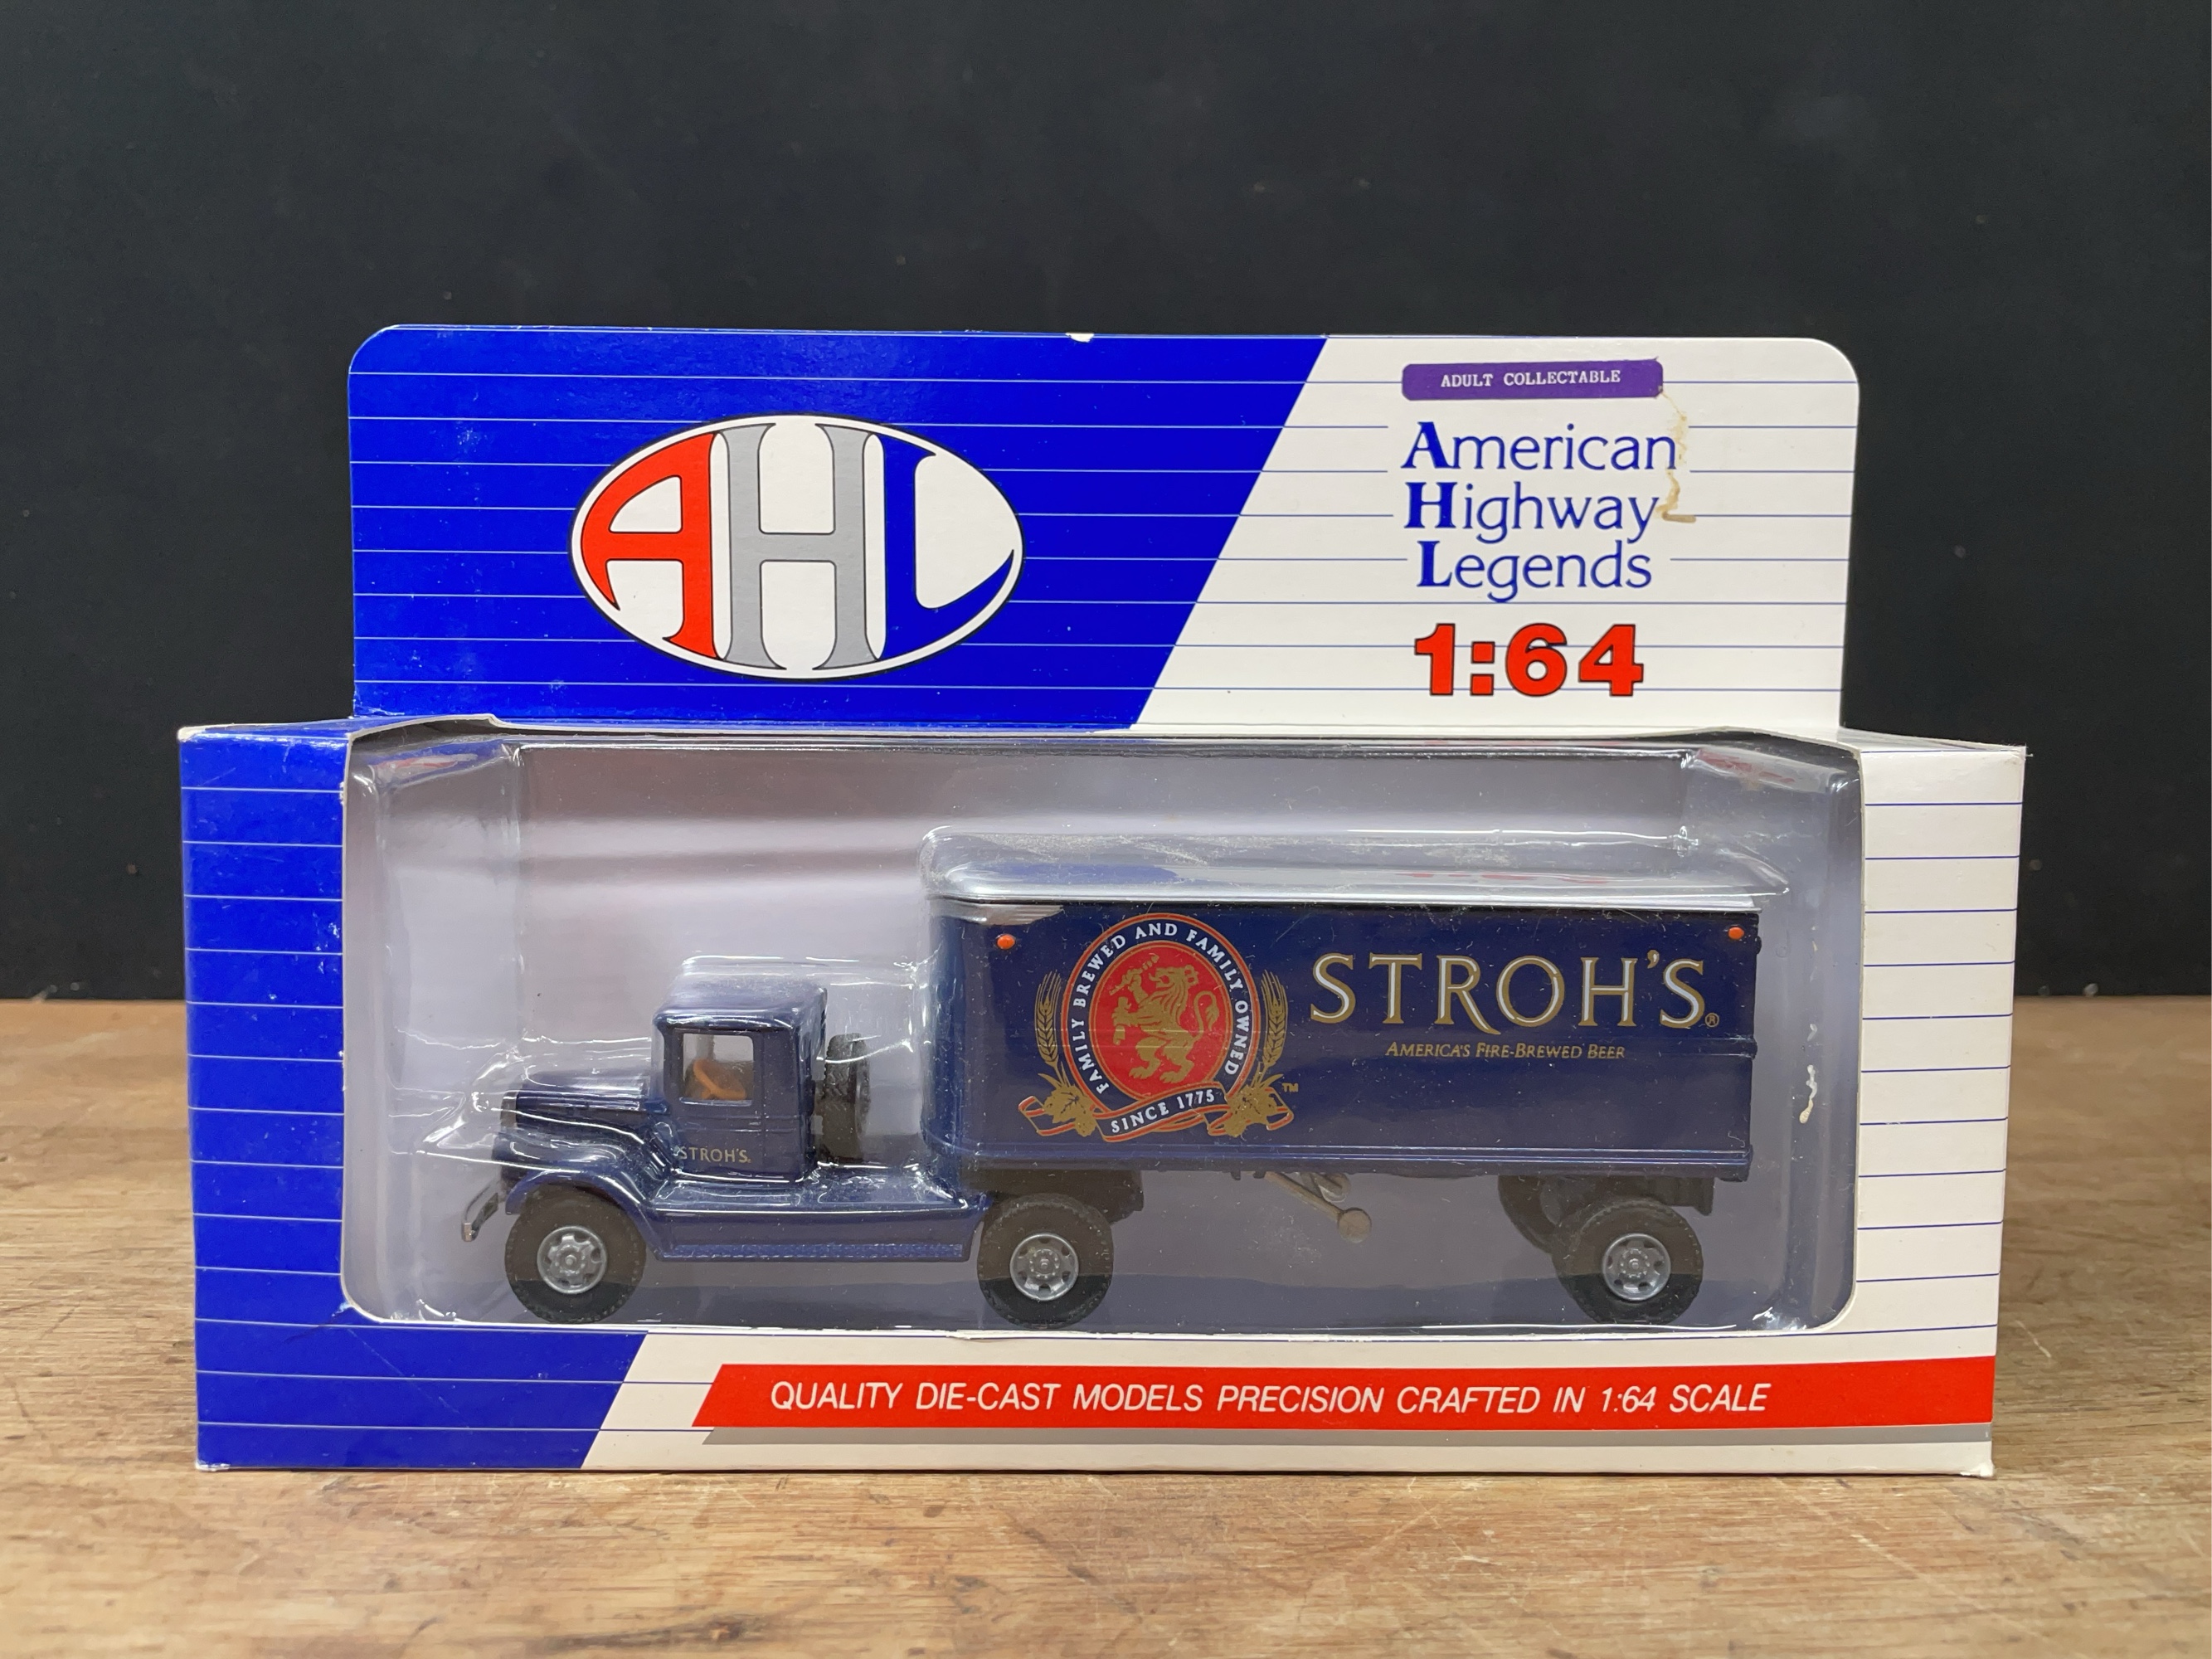 ADULT COLLECTABLE
AHL
American
Highway
Legends
1:64
FAMILY BREWED AND FAMILY OWNED
SINCE 1775
TM
STROH'S®
AMERICA'S FIRE-BREWED BEER
STROH'S
QUALITY DIE-CAST MODELS PRECISION CRAFTED IN 1:64 SCALE